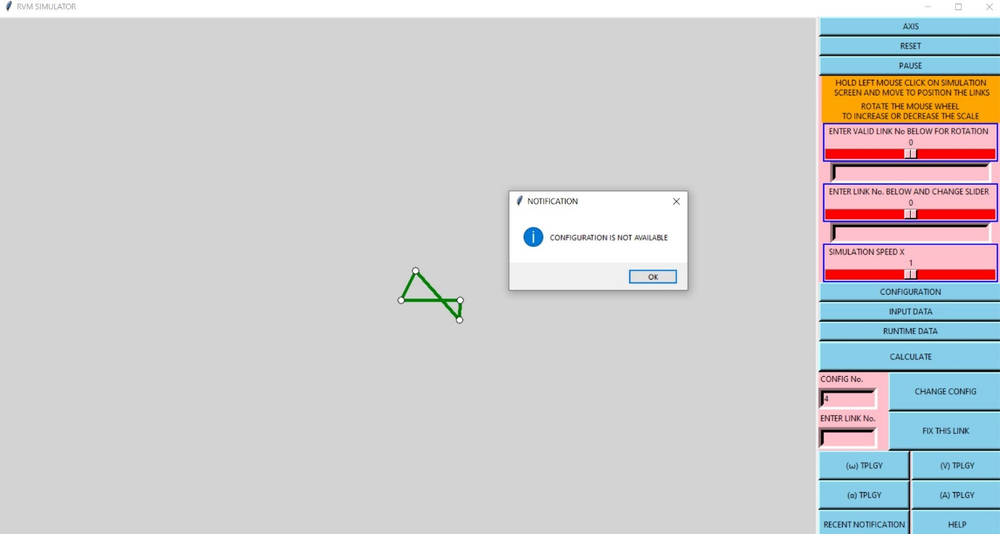 RVM SIMULATOR
AXIS
RESET
PAUSE
HOLD LEFT MOUSE CLICK ON SIMULATION
SCREEN AND MOVE TO POSITION THE LINKS
ROTATE THE MOUSE WHEEL
TO INCREASE OR DECREASE THE SCALE
ENTER VALID LINK No BELOW FOR ROTATION
0
ENTER LINK No. BELOW AND CHANGE SLIDER
0
NOTIFICATION
CONFIGURATION IS NOT AVAILABLE
OK
SIMULATION SPEED X
1
CONFIGURATION
INPUT DATA
RUNTIME DATA
CALCULATE
CONFIG No.
4
CHANGE CONFIG
ENTER LINK No.
FIX THIS LINK
(ω) TPLGY
(V) TPLGY
(α) TPLGY
(A) TPLGY
RECENT NOTIFICATION
HELP